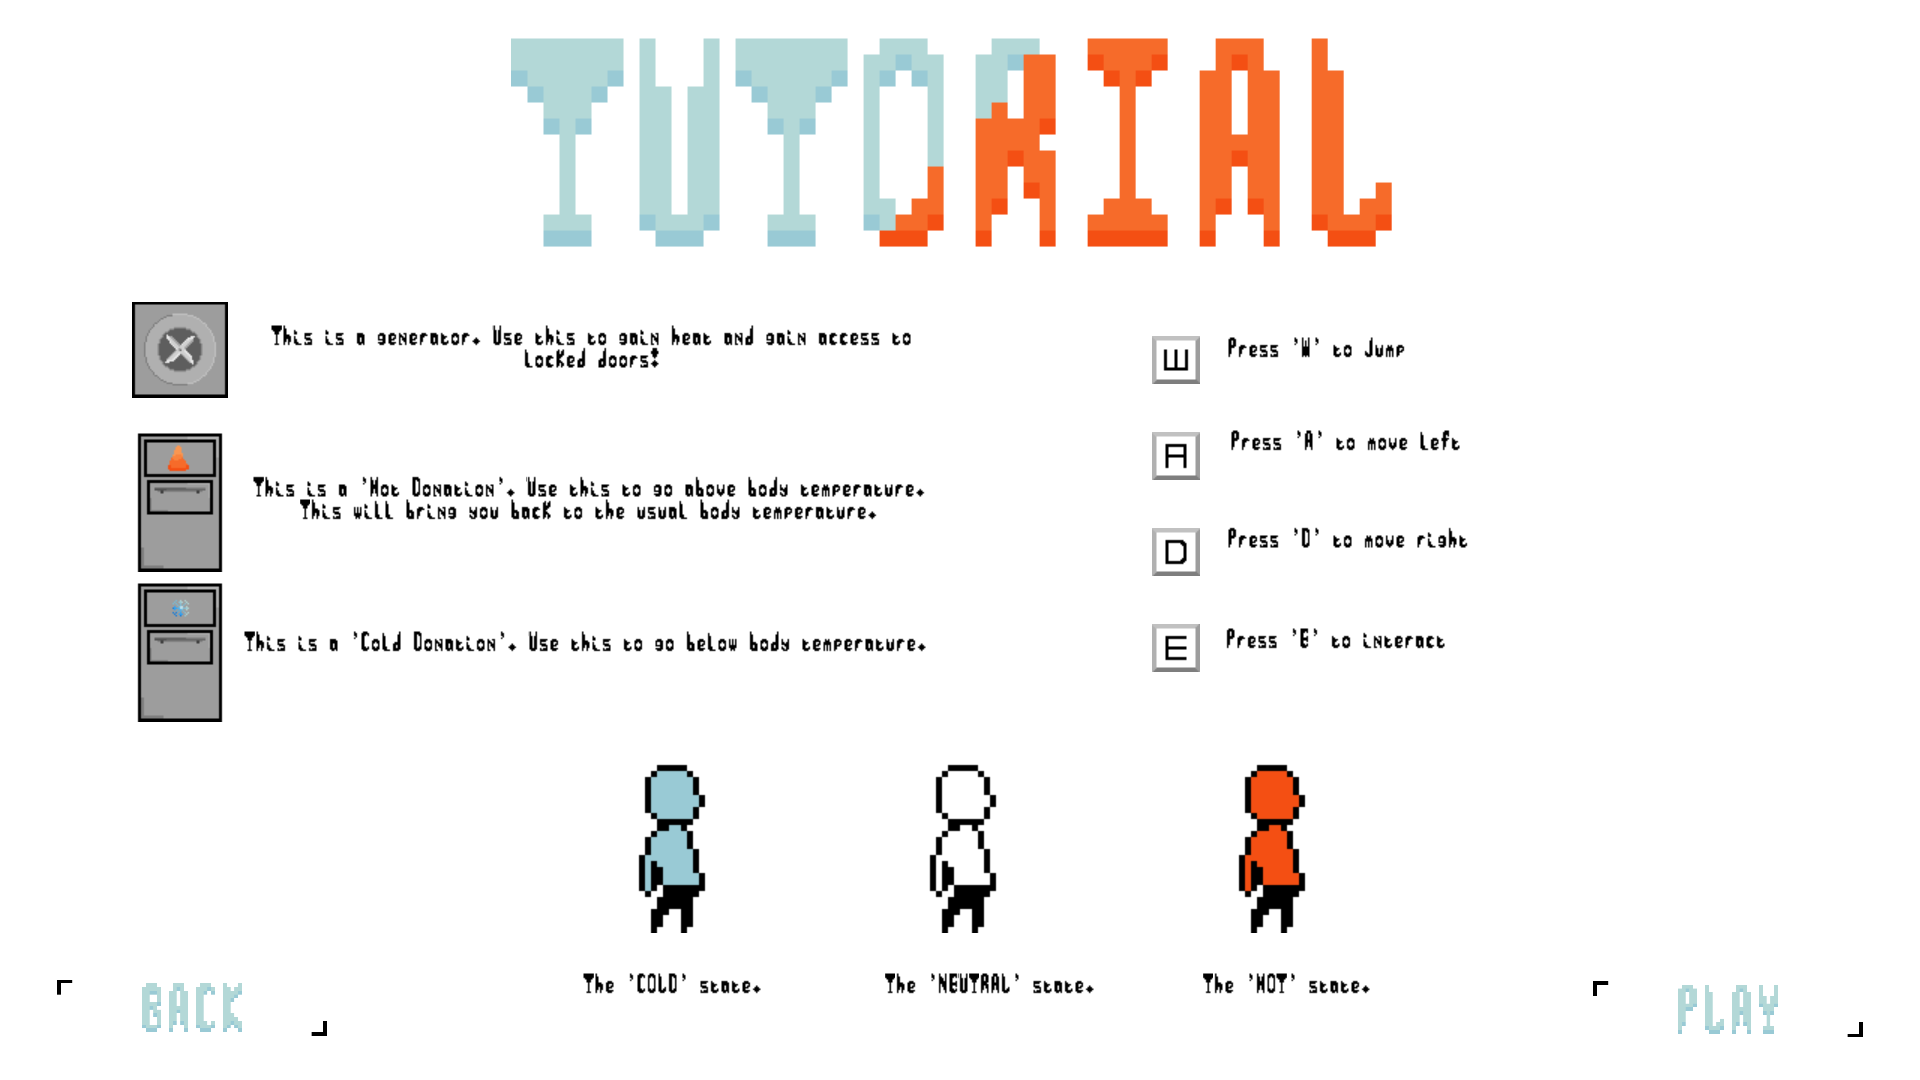 TUTORIAL
This is a generator. Use this to gain heat and gain access to
locked doors!
W
Press 'W' to Jump
A
Press 'A' to move left
This is a 'Hot Donation'. Use this to go above body temperature.
This will bring you back to the usual body temperature.
D
Press 'D' to move right
This is a 'Cold Donation'. Use this to go below body temperature.
E
Press 'E' to interact
The 'COLD' state.
The 'NEUTRAL' state.
The 'HOT' state.
BACK
PLAY